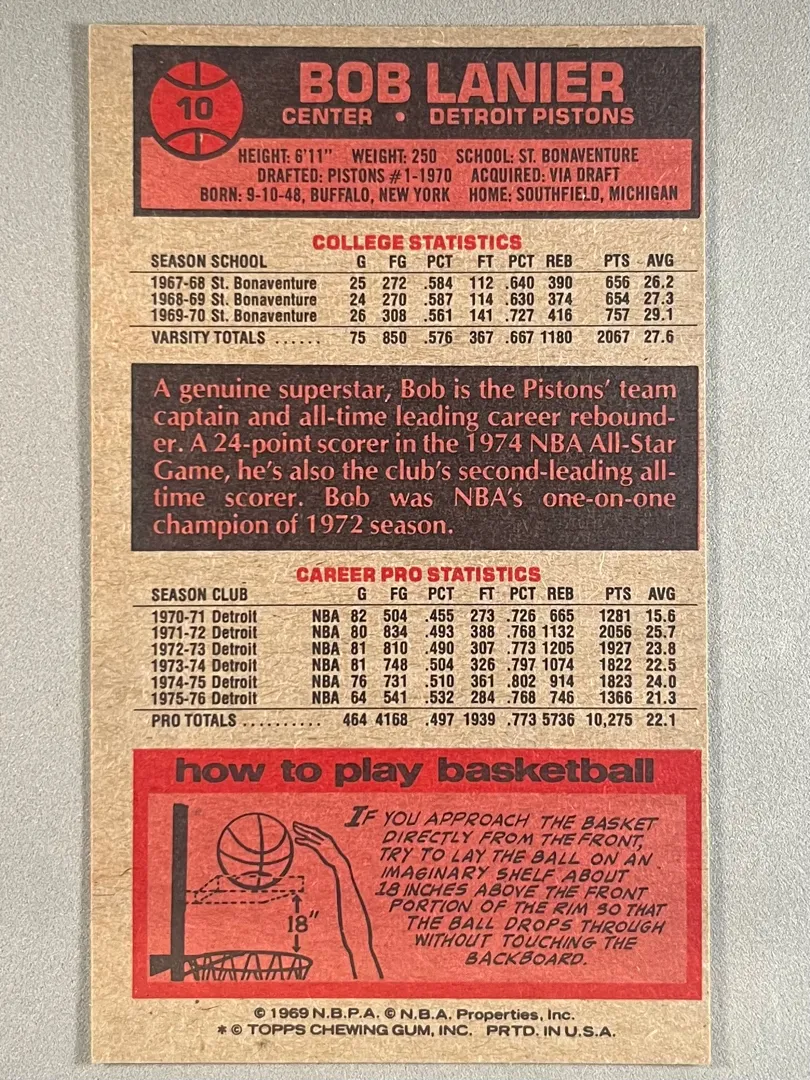 10
BOB LANIER
CENTER • DETROIT PISTONS
HEIGHT: 6'11" WEIGHT: 250 SCHOOL: ST. BONAVENTURE
DRAFTED: PISTONS #1-1970 ACQUIRED: VIA DRAFT
BORN: 9-10-48, BUFFALO, NEW YORK HOME: SOUTHFIELD, MICHIGAN
COLLEGE STATISTICS
SEASON SCHOOL G FG PCT FT PCT REB PTS AVG
1967-68 St. Bonaventure 25 272 .584 112 .640 390 656 26.2
1968-69 St. Bonaventure 24 270 .587 114 .630 374 654 27.3
1969-70 St. Bonaventure 26 308 .561 141 .727 416 757 29.1
VARSITY TOTALS ...... 75 850 .576 367 .667 1180 2067 27.6
A genuine superstar, Bob is the Pistons' team
captain and all-time leading career rebound-
er. A 24-point scorer in the 1974 NBA All-Star
Game, he's also the club's second-leading all-
time scorer. Bob was NBA's one-on-one
champion of 1972 season.
CAREER PRO STATISTICS
SEASON CLUB G FG PCT FT PCT REB PTS AVG
1970-71 Detroit NBA 82 504 .455 273 .726 665 1281 15.6
1971-72 Detroit NBA 80 834 .493 388 .768 1132 2056 25.7
1972-73 Detroit NBA 81 810 .490 307 .773 1205 1927 23.8
1973-74 Detroit NBA 81 748 .504 326 .797 1074 1822 22.5
1974-75 Detroit NBA 76 731 .510 361 .802 914 1823 24.0
1975-76 Detroit NBA 64 541 .532 284 .768 746 1366 21.3
PRO TOTALS .......... 464 4168 .497 1939 .773 5736 10,275 22.1
how to play basketball
IF YOU APPROACH THE BASKET
DIRECTLY FROM THE FRONT,
TRY TO LAY THE BALL ON AN
IMAGINARY SHELF ABOUT
18 INCHES ABOVE THE FRONT
PORTION OF THE RIM SO THAT
THE BALL DROPS THROUGH
WITHOUT TOUCHING THE
BACKBOARD.
18"
© 1969 N.B.P.A. © N.B.A. Properties, Inc.
* © TOPPS CHEWING GUM, INC. PRTD. IN U.S.A.